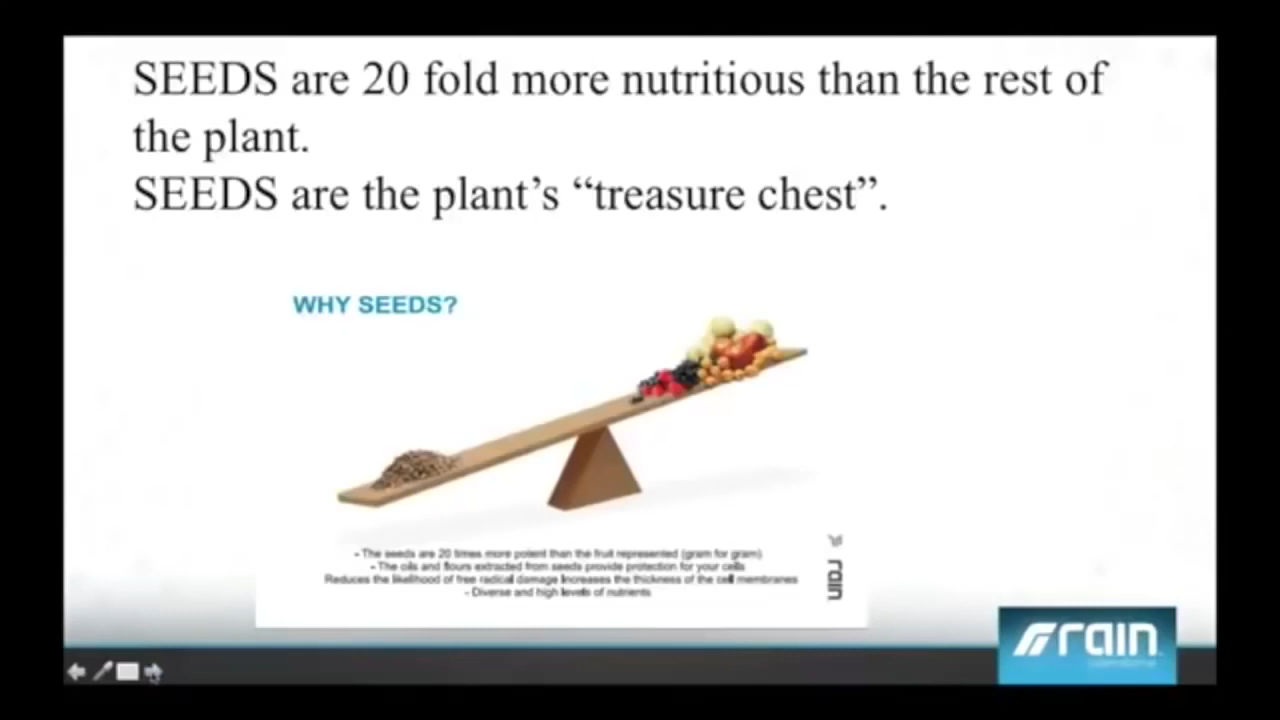 SEEDS are 20 fold more nutritious than the rest of
the plant.
SEEDS are the plant’s “treasure chest”.
WHY SEEDS?
- The seeds are 20 times more potent than the fruit represented (gram for gram)
- The oils and flours extracted from seeds provide protection for your cells
Reduces the likelihood of free radical damage Increases the thickness of the cell membranes
- Diverse and high levels of nutrients
rain
rain